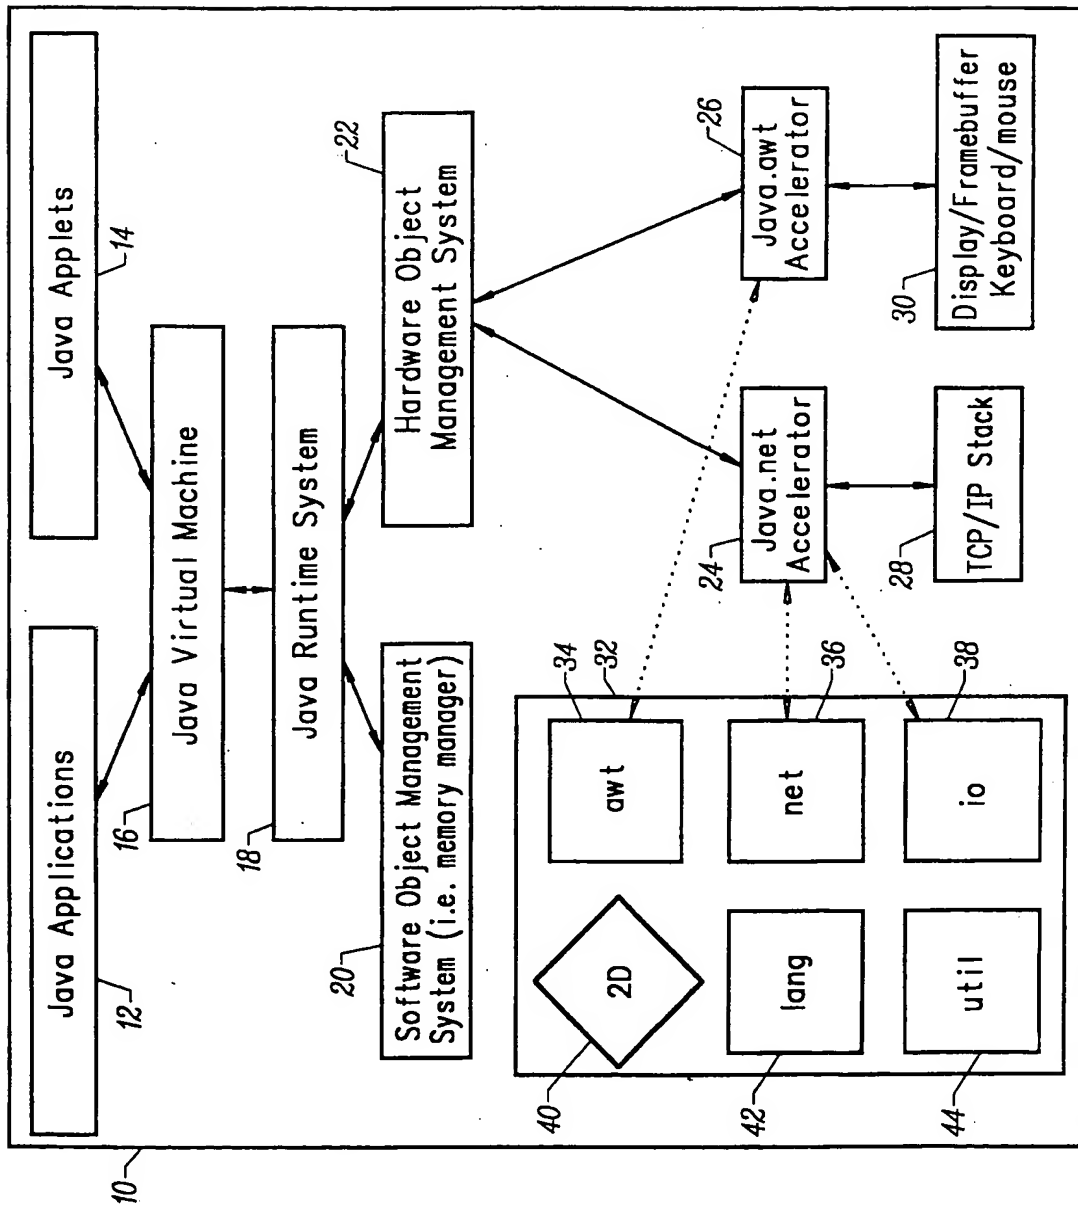 10
Java Applications
12
Java Applets
14
16
Java Virtual Machine
18
Java Runtime System
20
Software Object Management
System (i.e. memory manager)
22
Hardware Object
Management System
40
2D
34
32
awt
42
lang
36
net
44
util
38
io
24
Java.net
Accelerator
26
Java.awt
Accelerator
28
TCP/IP Stack
30
Display/Framebuffer
Keyboard/mouse